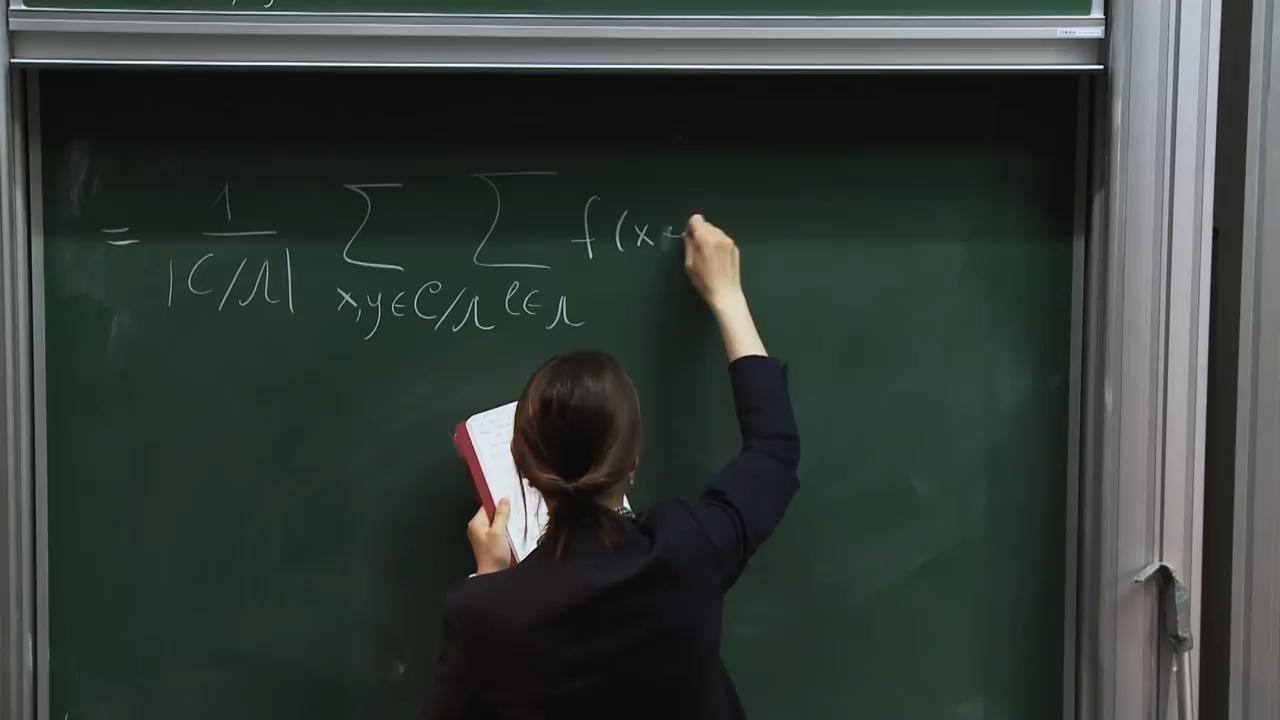 = 1/|C/Λ| ∑_{x,y∈C/Λ} ∑_{ℓ∈Λ} f(x -